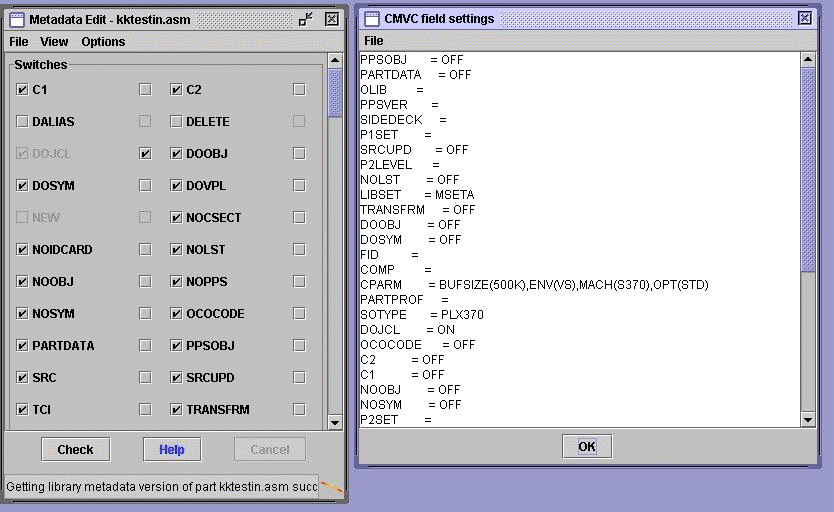 Metadata Edit - kktestin.asm
File View Options
Switches
C1 C2
DALIAS DELETE
DOJCL DOOBJ
DOSYM DOVPL
NEW NOCSECT
NOIDCARD NOLST
NOOBJ NOPPS
NOSYM OCOCODE
PARTDATA PPSOBJ
SRC SRCUPD
TCI TRANSFRM
Check Help Cancel
Getting library metadata version of part kktestin.asm succ
CMVC field settings
File
PPSOBJ = OFF
PARTDATA = OFF
OLIB =
PPSVER =
SIDEDECK =
P1SET =
SRCUPD = OFF
P2LEVEL =
NOLST = OFF
LIBSET = MSETA
TRANSFRM = OFF
DOOBJ = OFF
DOSYM = OFF
FID =
COMP =
CPARM = BUFSIZE(500K),ENV(VS),MACH(S370),OPT(STD)
PARTPROF =
SOTYPE = PLX370
DOJCL = ON
OCOCODE = OFF
C2 = OFF
C1 = OFF
NOOBJ = OFF
NOSYM = OFF
P2SET =
OK